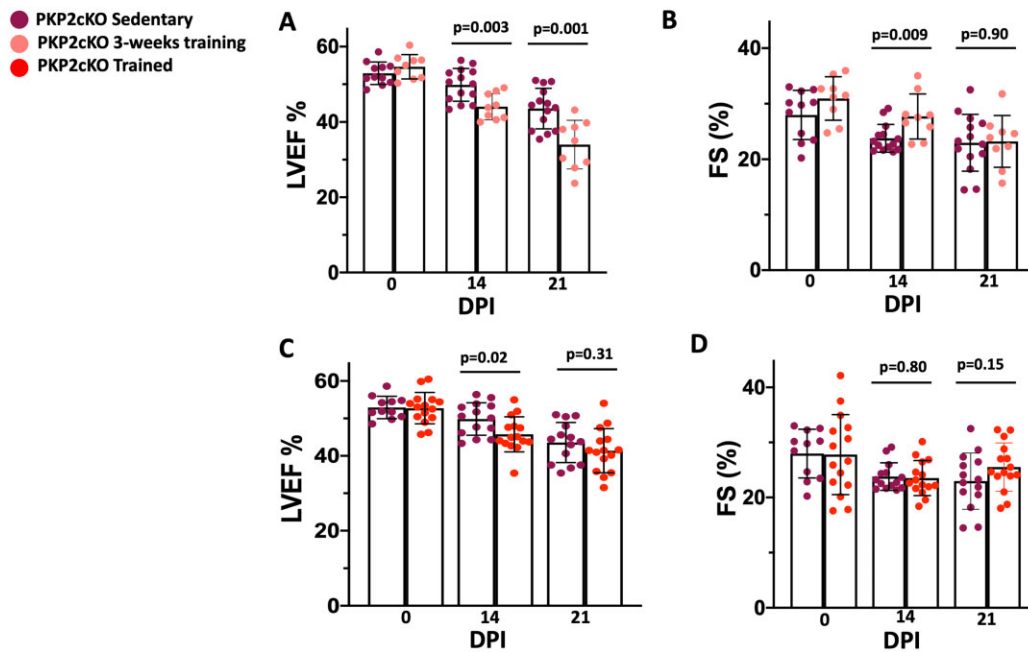 PKP2cKO Sedentary
PKP2cKO 3-weeks training
PKP2cKO Trained
A
p=0.003
p=0.001
60
40
20
0
LVEF %
0
14
21
DPI
B
p=0.009
p=0.90
40
20
0
FS (%)
0
14
21
DPI
C
p=0.02
p=0.31
60
40
20
0
LVEF %
0
14
21
DPI
D
p=0.80
p=0.15
40
20
0
FS (%)
0
14
21
DPI